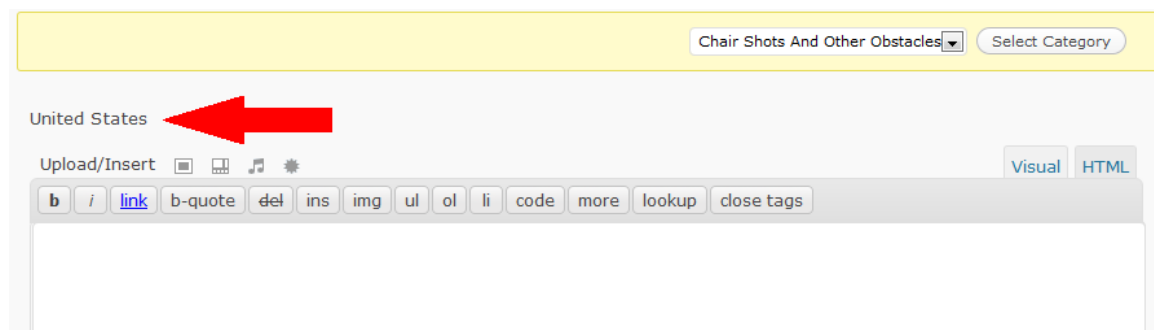 Chair Shots And Other Obstacles Select Category
United States
Upload/Insert Visual HTML
b i link b-quote del ins img ul ol li code more lookup close tags